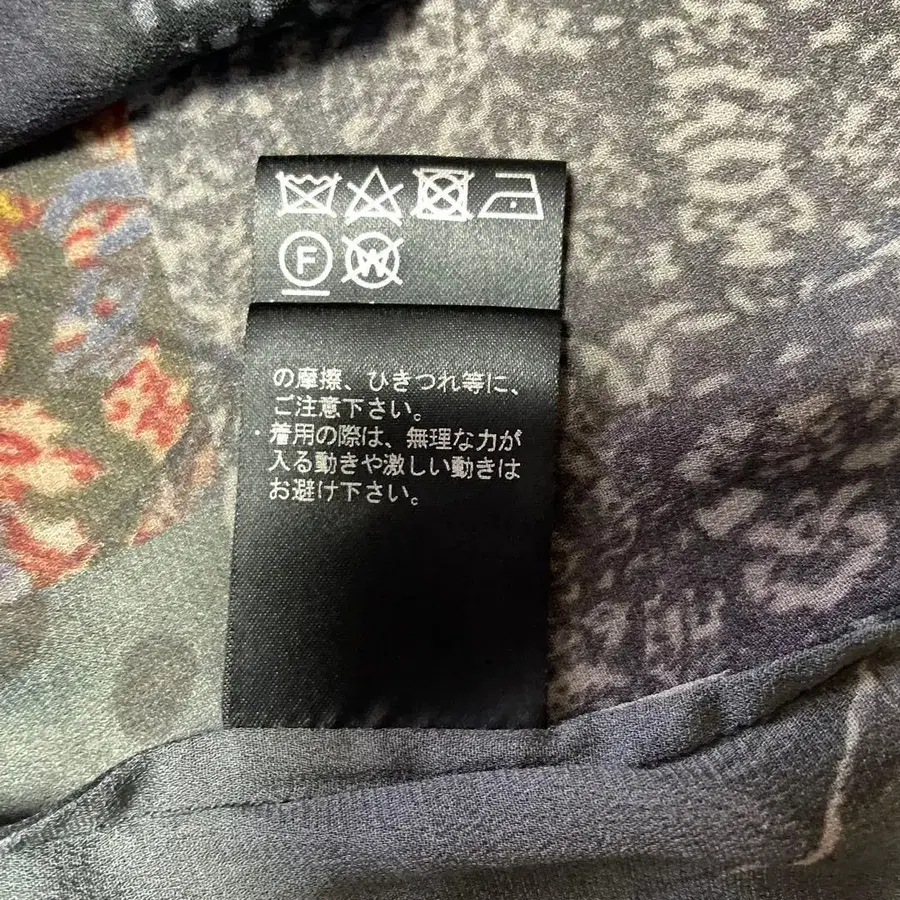 F W
の摩擦、ひきつれ等に、
ご注意下さい。
・着用の際は、無理な力が
入る動きや激しい動きは
お避け下さい。